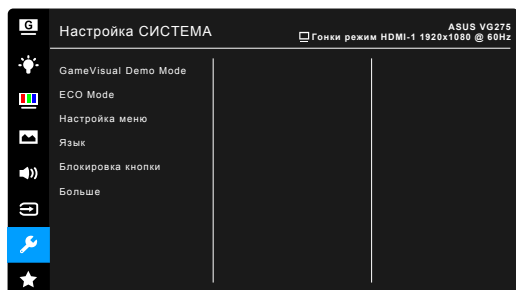 G
Настройка СИСТЕМА
ASUS VG275
Гонки режим HDMI-1 1920x1080 @ 60Hz
GameVisual Demo Mode
ECO Mode
Настройка меню
Язык
Блокировка кнопки
Больше